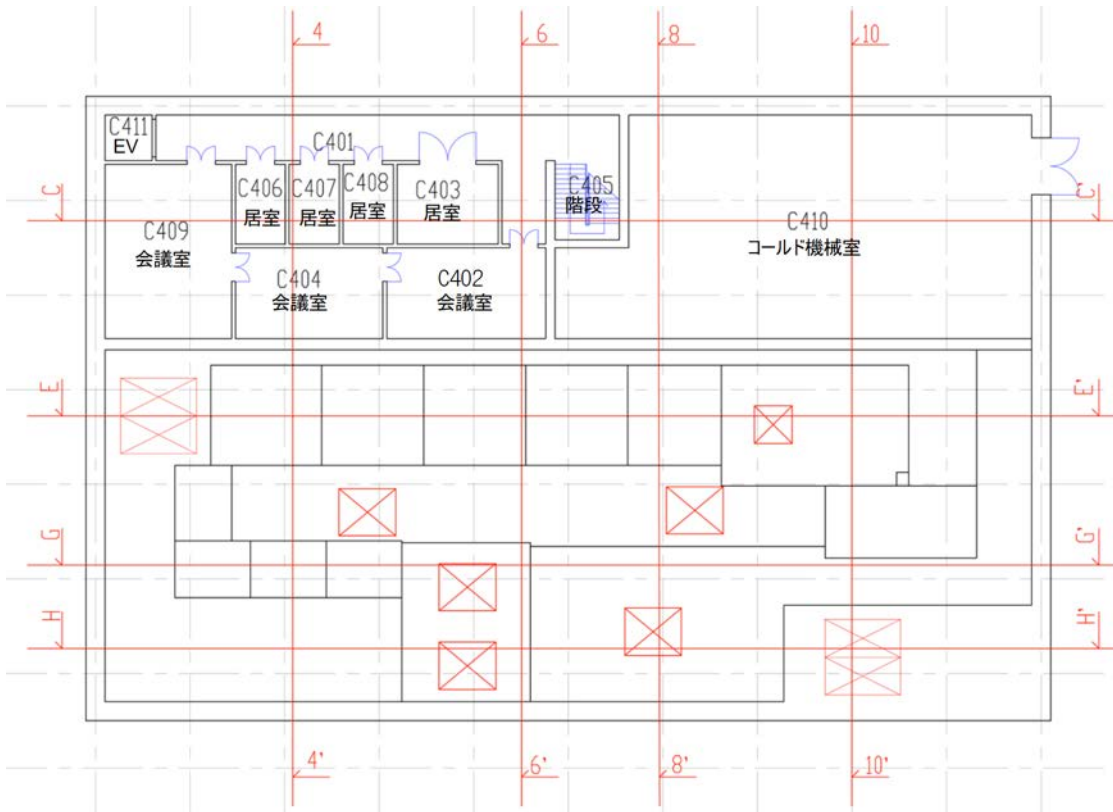 4
6
8
10
C411
EV
C401
C
C406
居室
C407
居室
C408
居室
C403
居室
C405
階段
C'
C409
会議室
C410
コールド機械室
C404
会議室
C402
会議室
E
E'
G
G'
H
H'
4'
6'
8'
10'